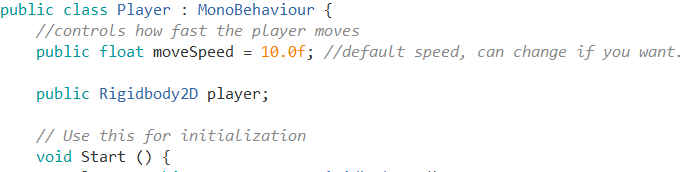 public class Player : MonoBehaviour {
//controls how fast the player moves
public float moveSpeed = 10.0f; //default speed, can change if you want.
public Rigidbody2D player;
// Use this for initialization
void Start () {